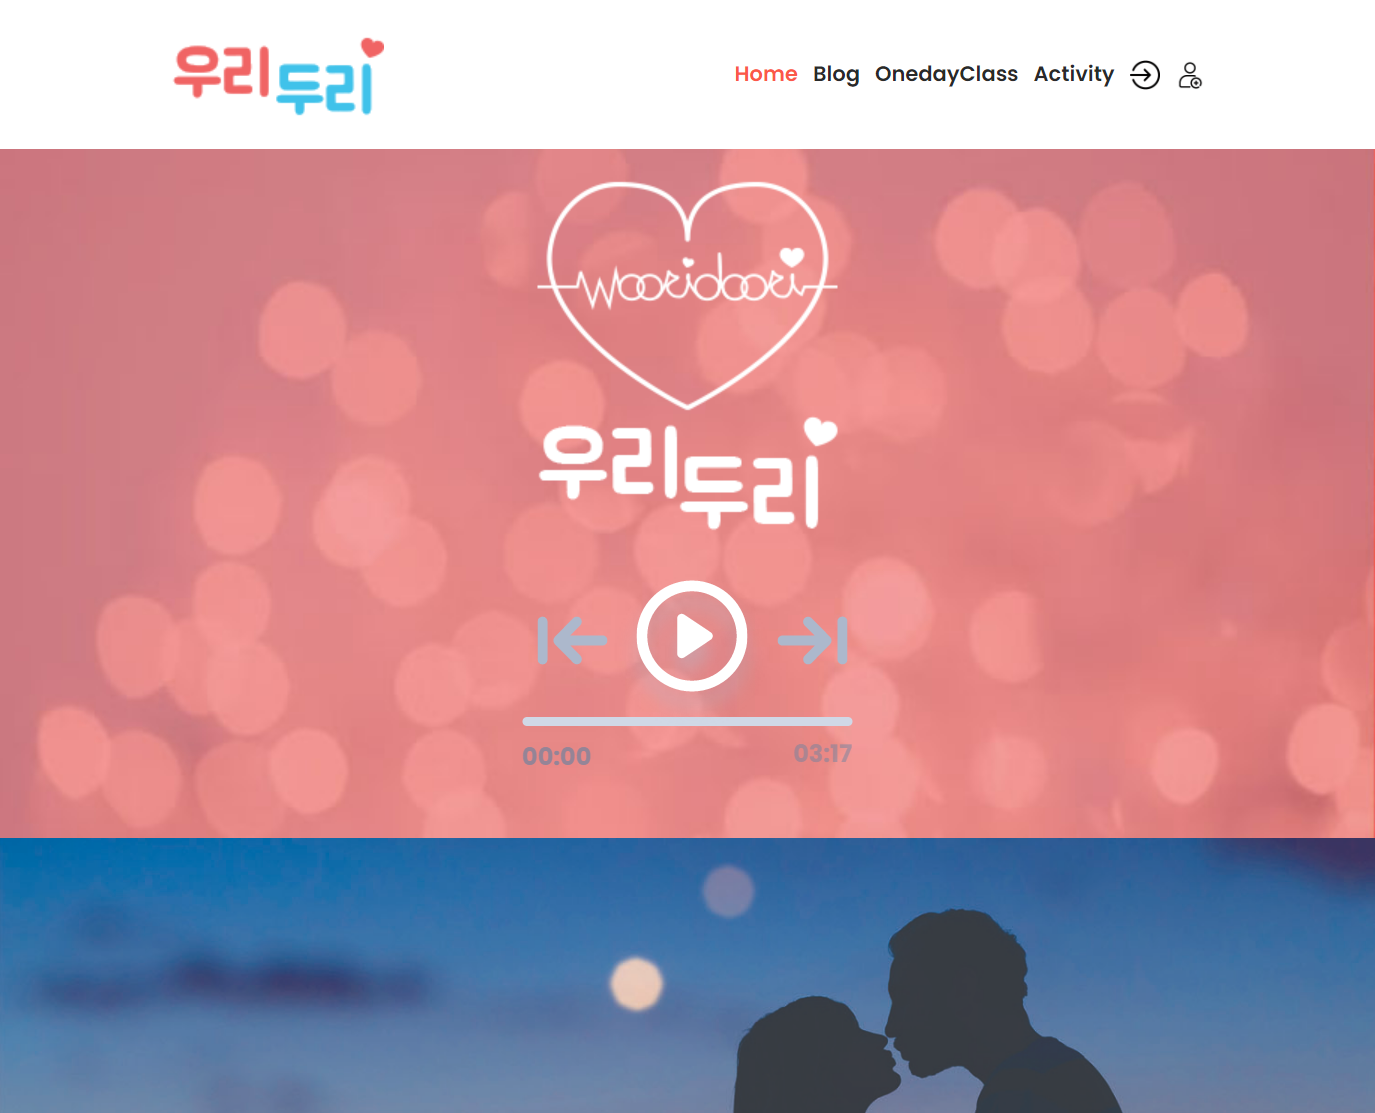 우리두리
Home Blog OnedayClass Activity
wooridoori
우리두리
00:00 03:17